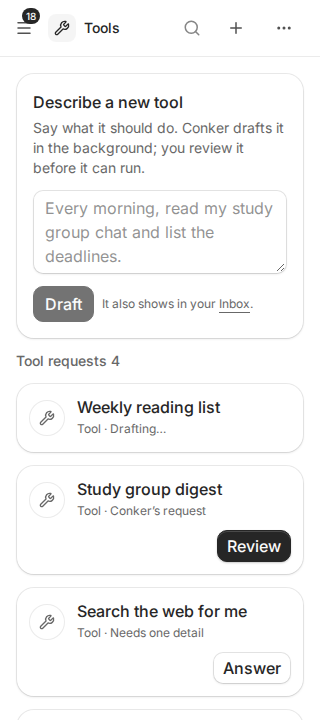 18
Tools
Describe a new tool
Say what it should do. Conker drafts it
in the background; you review it
before it can run.
Every morning, read my study
group chat and list the
deadlines.
Draft
It also shows in your Inbox.
Tool requests 4
Weekly reading list
Tool · Drafting…
Study group digest
Tool · Conker’s request
Review
Search the web for me
Tool · Needs one detail
Answer